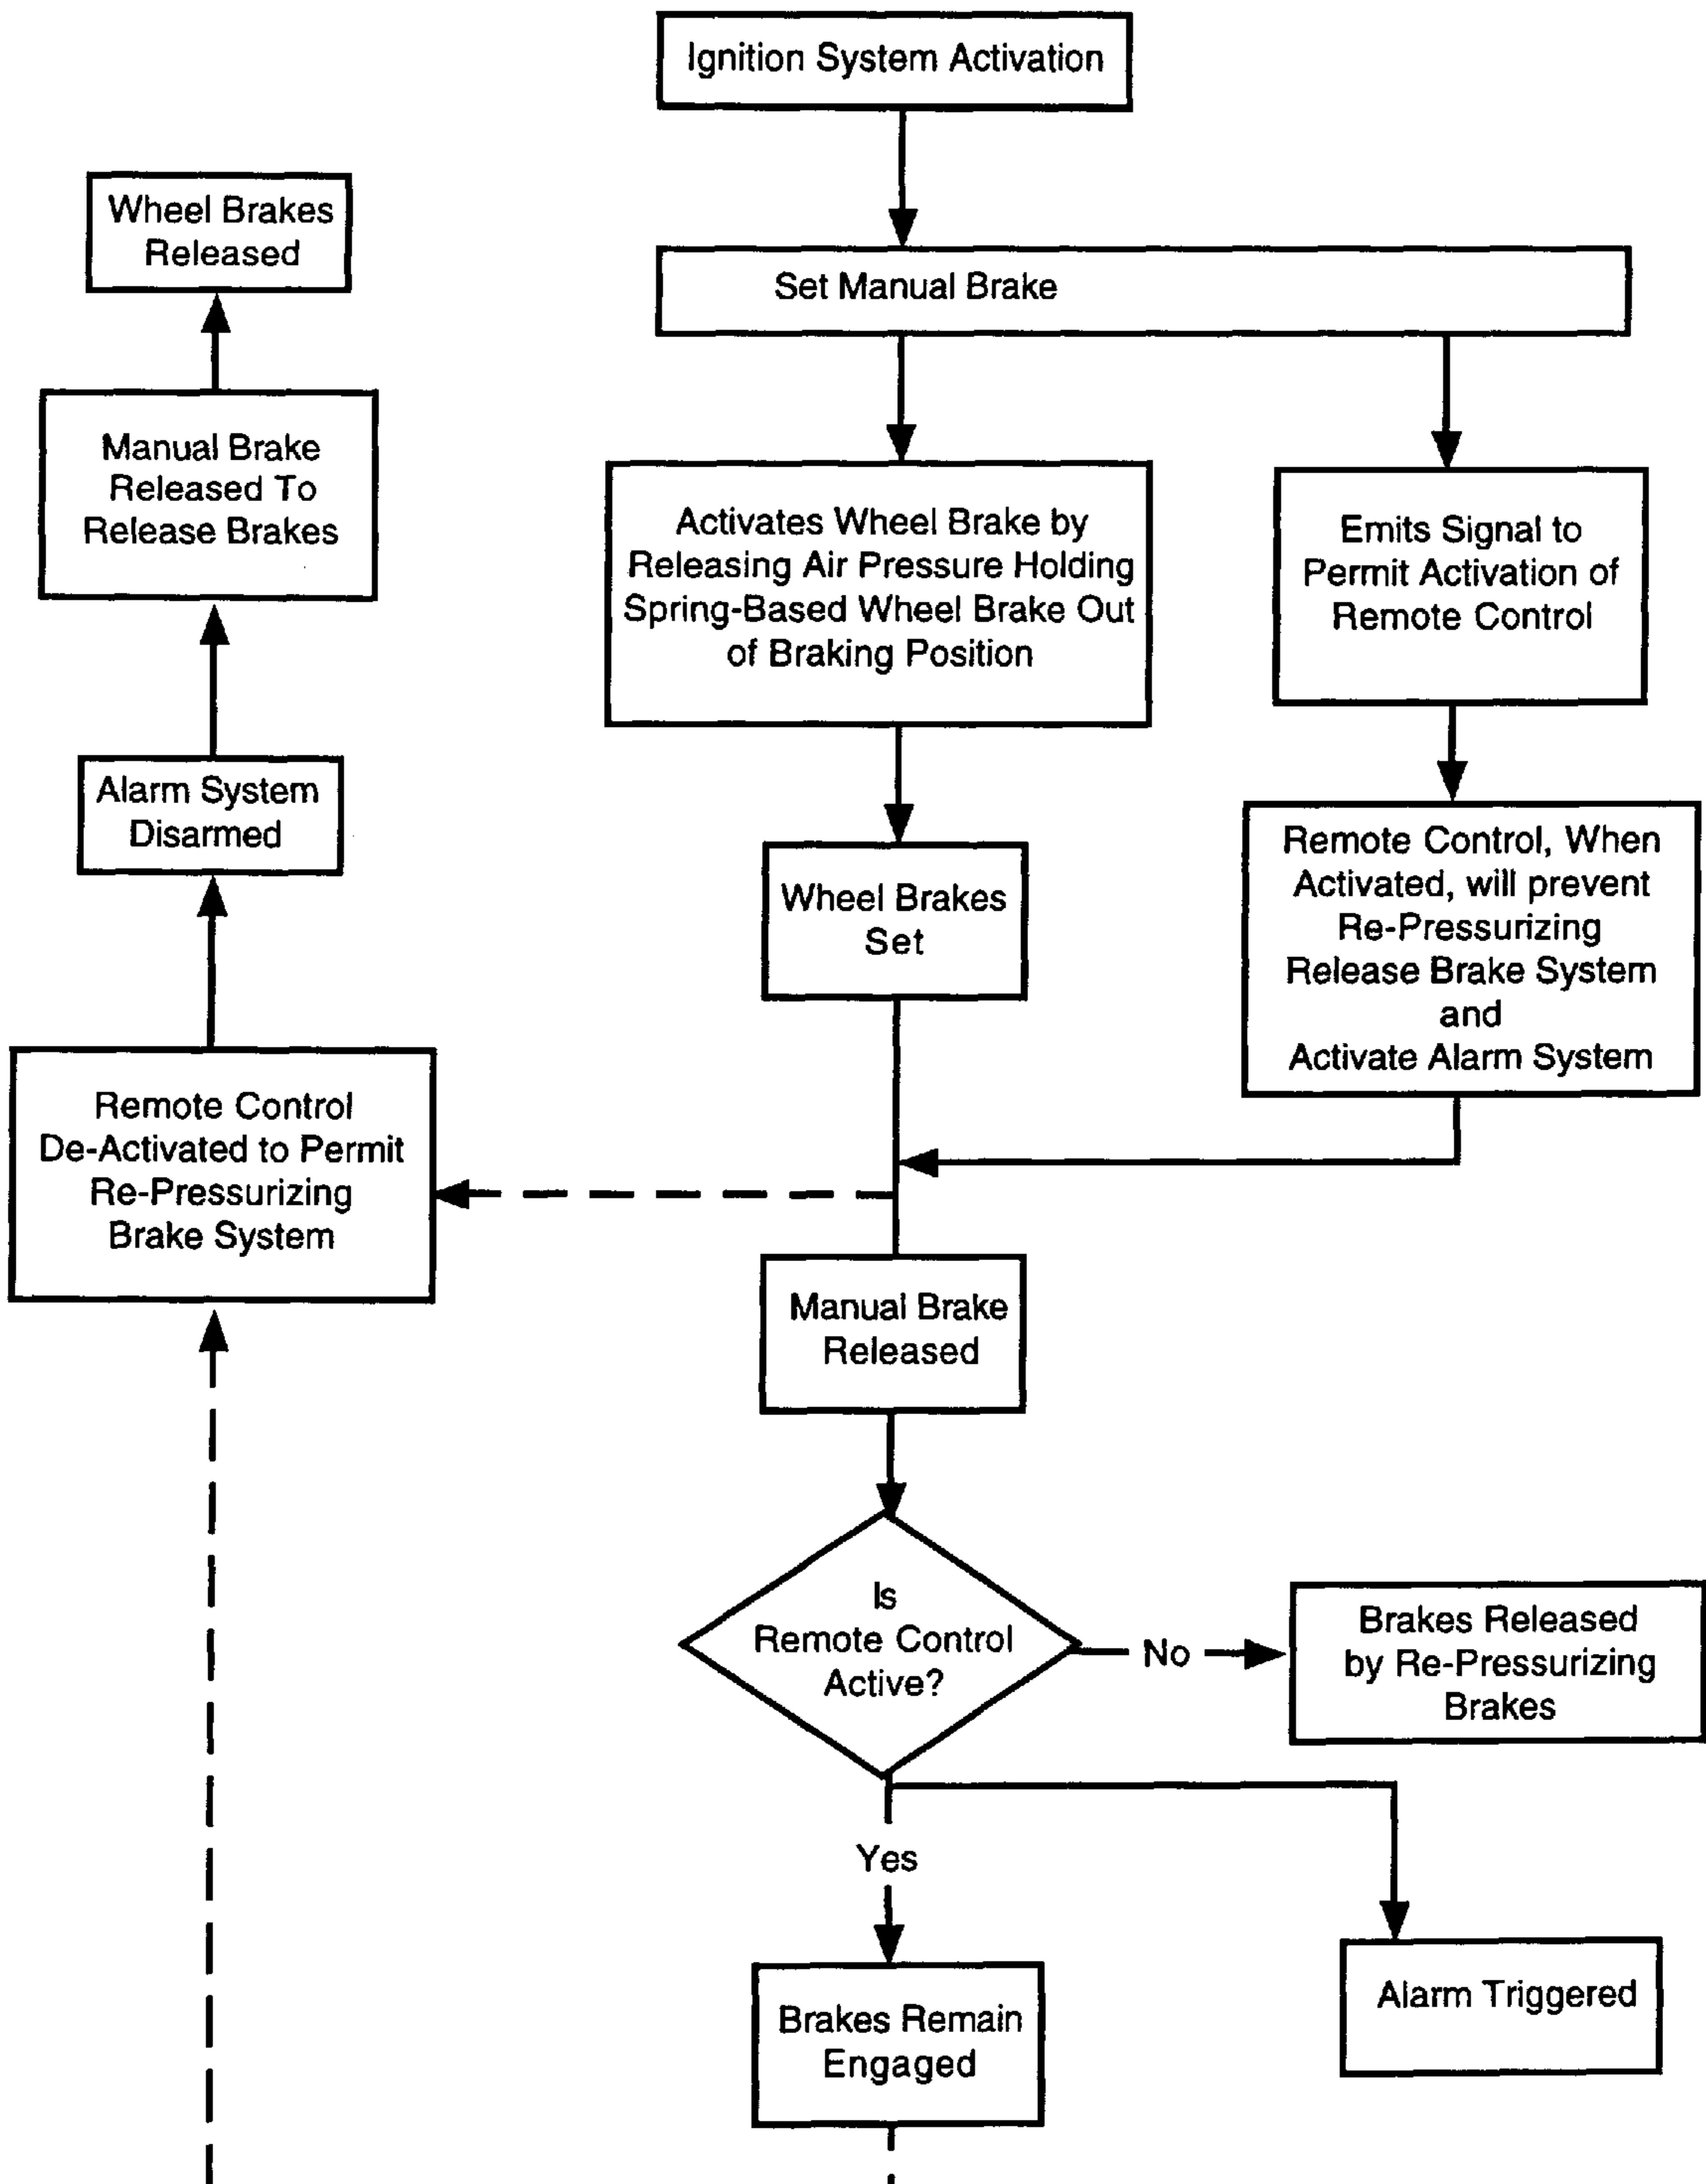 Ignition System Activation
Set Manual Brake
Wheel Brakes
Released
Manual Brake
Released To
Release Brakes
Alarm System
Disarmed
Remote Control
De-Activated to Permit
Re-Pressurizing
Brake System
Activates Wheel Brake by
Releasing Air Pressure Holding
Spring-Based Wheel Brake Out
of Braking Position
Emits Signal to
Permit Activation of
Remote Control
Wheel Brakes
Set
Remote Control, When
Activated, will prevent
Re-Pressurizing
Release Brake System
and
Activate Alarm System
Manual Brake
Released
Is
Remote Control
Active?
No
Brakes Released
by Re-Pressurizing
Brakes
Yes
Brakes Remain
Engaged
Alarm Triggered